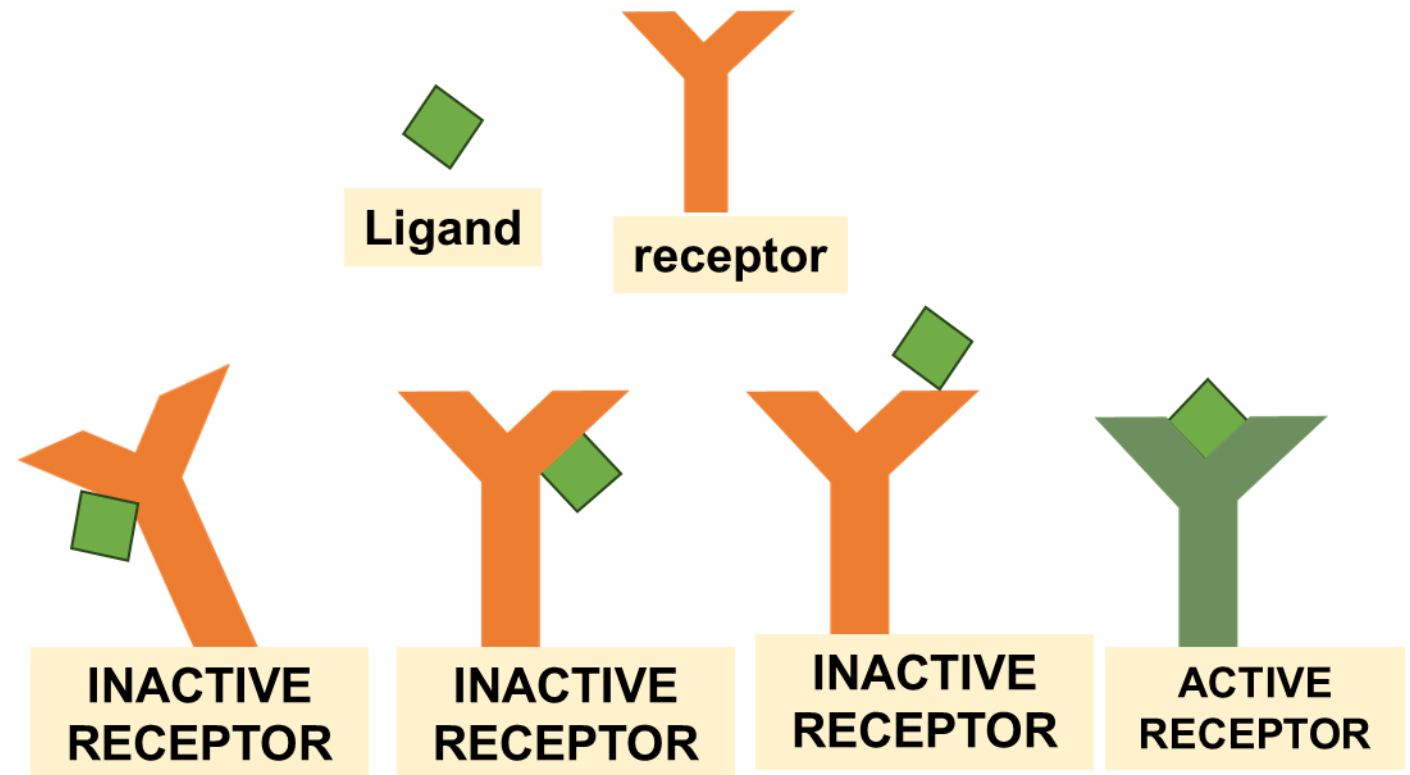 Ligand
receptor
INACTIVE
RECEPTOR
INACTIVE
RECEPTOR
INACTIVE
RECEPTOR
ACTIVE
RECEPTOR